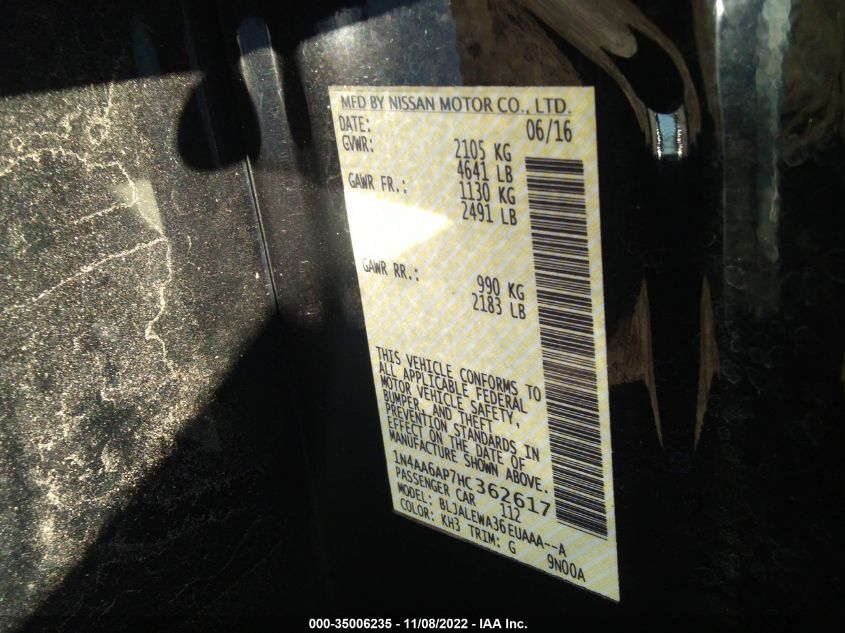 MFD BY NISSAN MOTOR CO., LTD.
DATE: 06/16
GVWR: 2105 KG
4641 LB
GAWR FR.: 1130 KG
2491 LB
GAWR RR.: 990 KG
2183 LB
THIS VEHICLE CONFORMS TO
ALL APPLICABLE FEDERAL
MOTOR VEHICLE SAFETY,
BUMPER, AND THEFT
PREVENTION STANDARDS IN
EFFECT ON THE DATE OF
MANUFACTURE SHOWN ABOVE.
1N4AA6AP7HC362617
PASSENGER CAR 112
MODEL: BLJALEWA36EUAAA--A
COLOR: KH3 TRIM: G 9N00A
000-35006235 - 11/08/2022 - IAA Inc.